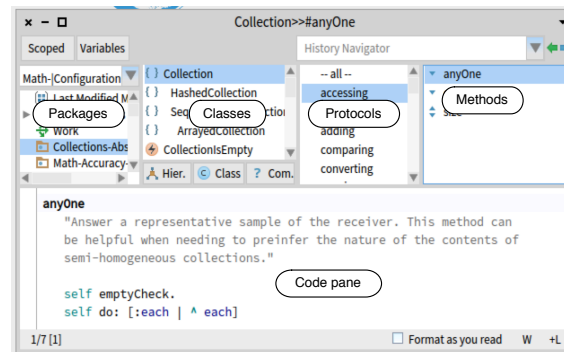 Collection>>#anyOne
Scoped Variables History Navigator
Math-|Configuration
Last Modified
Packages
Work
Collections-Abs
Math-Accuracy-
Collection
HashedCollection
Classes
ArrayedCollection
CollectionIsEmpty
Hier. Class ? Com.
-- all --
accessing
Protocols
adding
comparing
converting
anyOne
Methods
anyOne
"Answer a representative sample of the receiver. This method can
be helpful when needing to preinfer the nature of the contents of
semi-homogeneous collections."
self emptyCheck.
self do: [:each | ^ each]
Code pane
1/7 [1] Format as you read W +L